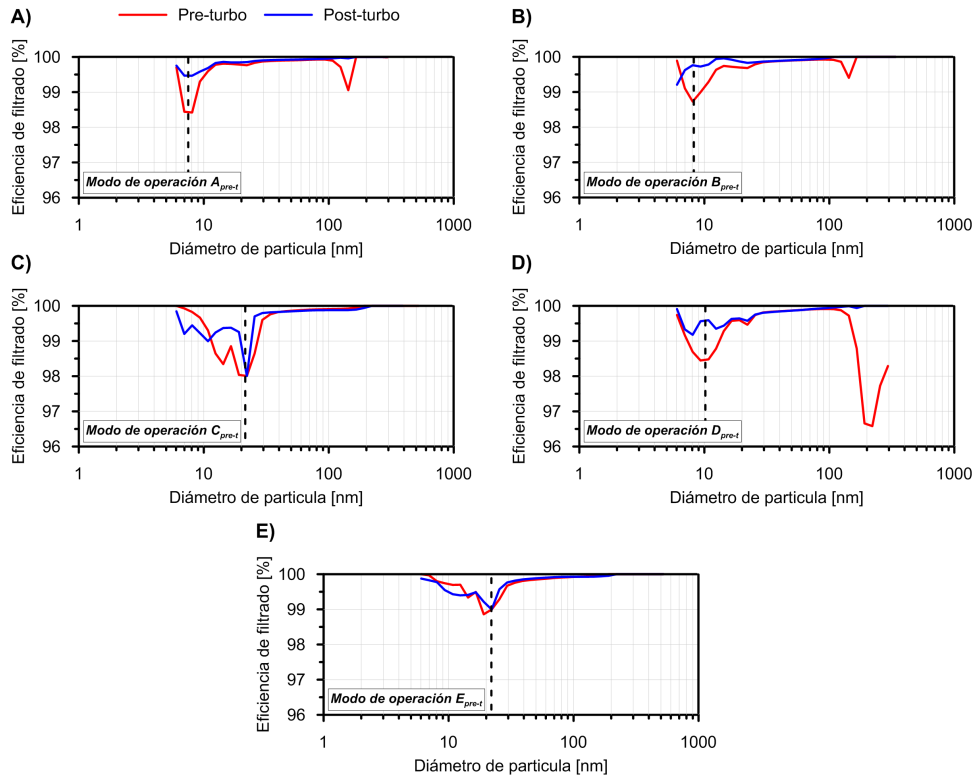 A)
Pre-turbo
Post-turbo
Eficiencia de filtrado [%]
100
99
98
97
96
Modo de operación A pre-t
1
10
100
1000
Diámetro de particula [nm]
B)
Eficiencia de filtrado [%]
100
99
98
97
96
Modo de operación B pre-t
1
10
100
1000
Diámetro de particula [nm]
C)
Eficiencia de filtrado [%]
100
99
98
97
96
Modo de operación C pre-t
1
10
100
1000
Diámetro de particula [nm]
D)
Eficiencia de filtrado [%]
100
99
98
97
96
Modo de operación D pre-t
1
10
100
1000
Diámetro de particula [nm]
E)
Eficiencia de filtrado [%]
100
99
98
97
96
Modo de operación E pre-t
1
10
100
1000
Diámetro de particula [nm]